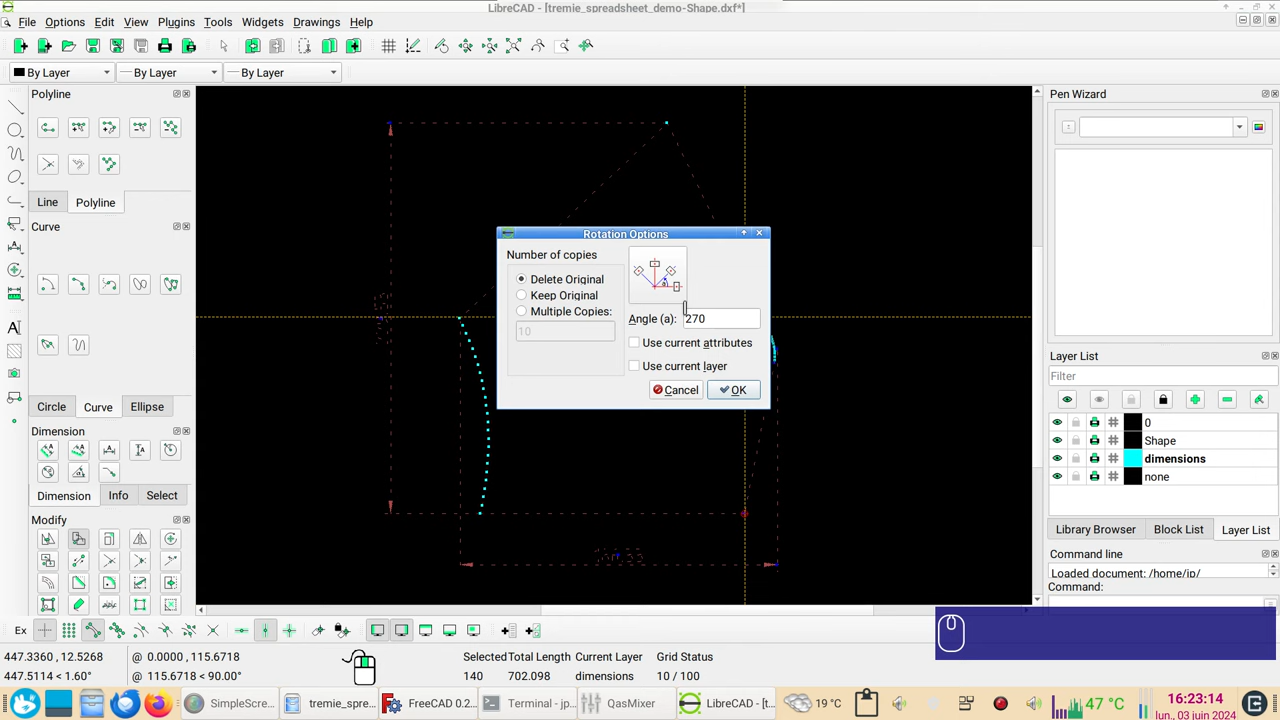 LibreCAD - [tremie_spreadsheet_demo-Shape.dxf*]
File Options Edit View Plugins Tools Widgets Drawings Help
By Layer By Layer By Layer
Polyline
Line Polyline
Curve
Circle Curve Ellipse
Dimension
Dimension Info Select
Modify
Rotation Options
Number of copies
Delete Original
Keep Original
Multiple Copies:
10
Angle (a): 270
Use current attributes
Use current layer
Cancel OK
Pen Wizard
Layer List
Filter
0
Shape
dimensions
none
Library Browser Block List Layer List
Command line
Loaded document: /home/jp/
Command:
Ex
447.3360 , 12.5268 @ 0.0000 , 115.6718 Selected Total Length Current Layer Grid Status
447.5114 < 1.60° @ 115.6718 < 90.00° 140 702.098 dimensions 10 / 100
SimpleScree... tremie_spre... FreeCAD 0.2... Terminal - jp... QasMixer LibreCAD - [t... 19 °C 47 °C 16:23:14
lun, 03 juin 2024